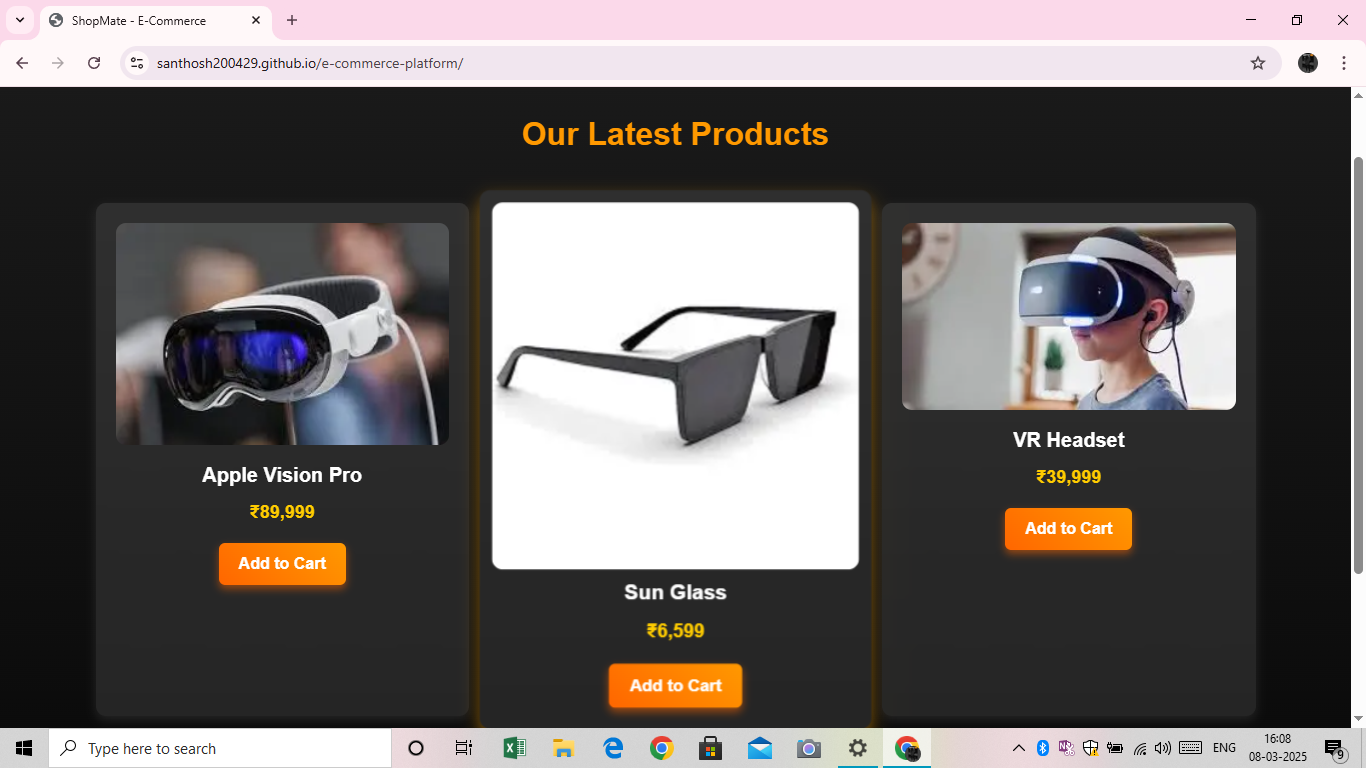 ShopMate - E-Commerce
santhosh200429.github.io/e-commerce-platform/
Our Latest Products
Apple Vision Pro
₹89,999
Add to Cart
Sun Glass
₹6,599
Add to Cart
VR Headset
₹39,999
Add to Cart
Type here to search
ENG
16:08
08-03-2025
9